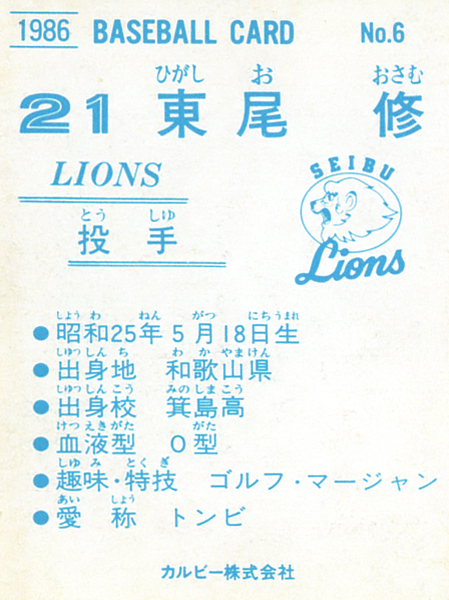 1986 BASEBALL CARD No.6
ひがし お おさむ
21 東尾 修
LIONS
SEIBU
Lions
とう しゆ
投手
しょう わ ねん がつ にちうまれ
●昭和25年5月18日生
しゆつしん ち わ か やまけん
●出身地 和歌山県
しゆつしんこう みのしまこう
●出身校 箕島高
けつえきがた がた
●血液型 O型
しゆ み とく ぎ
●趣味・特技 ゴルフ・マージャン
あい しょう
●愛称 トンビ
カルビー株式会社